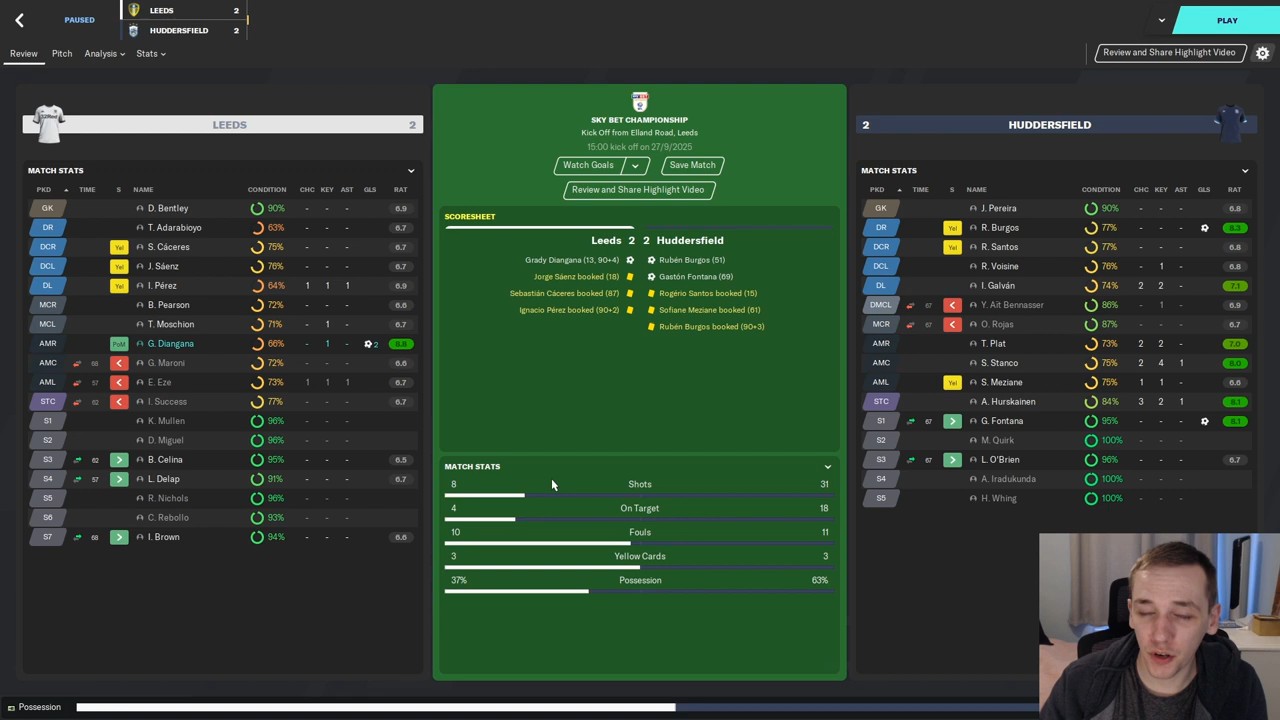 PAUSED
LEEDS 2
HUDDERSFIELD 2
PLAY
Review Pitch Analysis Stats
Review and Share Highlight Video
LEEDS 2
MATCH STATS
PKD TIME S NAME CONDITION CHC KEY AST GLS RAT
GK D. Bentley 90% - - - 6.9
DR T. Adarabioyo 63% - - - 6.7
DCR Yel S. Cáceres 75% - - - 6.7
DCL Yel J. Sáenz 76% - - - 6.7
DL Yel I. Pérez 64% 1 1 1 6.9
MCR B. Pearson 72% - - - 6.6
MCL T. Moschion 71% - 1 - 6.7
AMR PoM G. Diangana 66% - 1 - 2 8.8
AMC 68 G. Maroni 72% - - - 6.6
AML 57 E. Eze 73% 1 1 1 6.7
STC 62 I. Success 77% - - - 6.7
S1 K. Mullen 96%
S2 D. Miguel 96%
S3 62 B. Celina 95% - - - 6.5
S4 57 L. Delap 91% - - - 6.7
S5 R. Nichols 96%
S6 C. Rebollo 93%
S7 68 I. Brown 94% - - - 6.6
SKY BET
SKY BET CHAMPIONSHIP
Kick Off from Elland Road, Leeds
15:00 kick off on 27/9/2025
Watch Goals Save Match
Review and Share Highlight Video
SCORESHEET
Leeds 2 2 Huddersfield
Grady Diangana (13, 90+4) Rubén Burgos (51)
Jorge Sáenz booked (18) Gastón Fontana (69)
Sebastián Cáceres booked (87) Rogério Santos booked (15)
Ignacio Pérez booked (90+2) Sofiane Meziane booked (61)
Rubén Burgos booked (90+3)
MATCH STATS
8 Shots 31
4 On Target 18
10 Fouls 11
3 Yellow Cards 3
37% Possession 63%
2 HUDDERSFIELD
MATCH STATS
PKD TIME S NAME CONDITION CHC KEY AST GLS RAT
GK J. Pereira 90% - - - 6.8
DR Yel R. Burgos 77% - - - 8.3
DCR Yel R. Santos 77% - - - 6.8
DCL R. Voisine 76% - 1 - 6.8
DL I. Galván 74% 2 2 - 7.1
DMCL 67 Y. Aït Bennasser 86% - 1 - 6.9
MCR 67 O. Rojas 87% - - - 6.7
AMR T. Plat 73% 2 2 - 7.0
AMC S. Stanco 75% 2 4 1 8.0
AML Yel S. Meziane 75% 1 1 - 6.6
STC A. Hurskainen 84% 3 2 1 8.1
S1 67 G. Fontana 95% - - - 8.1
S2 M. Quirk 100%
S3 67 L. O'Brien 96% - - - 6.7
S4 A. Iradukunda 100%
S5 H. Whing 100%
Possession